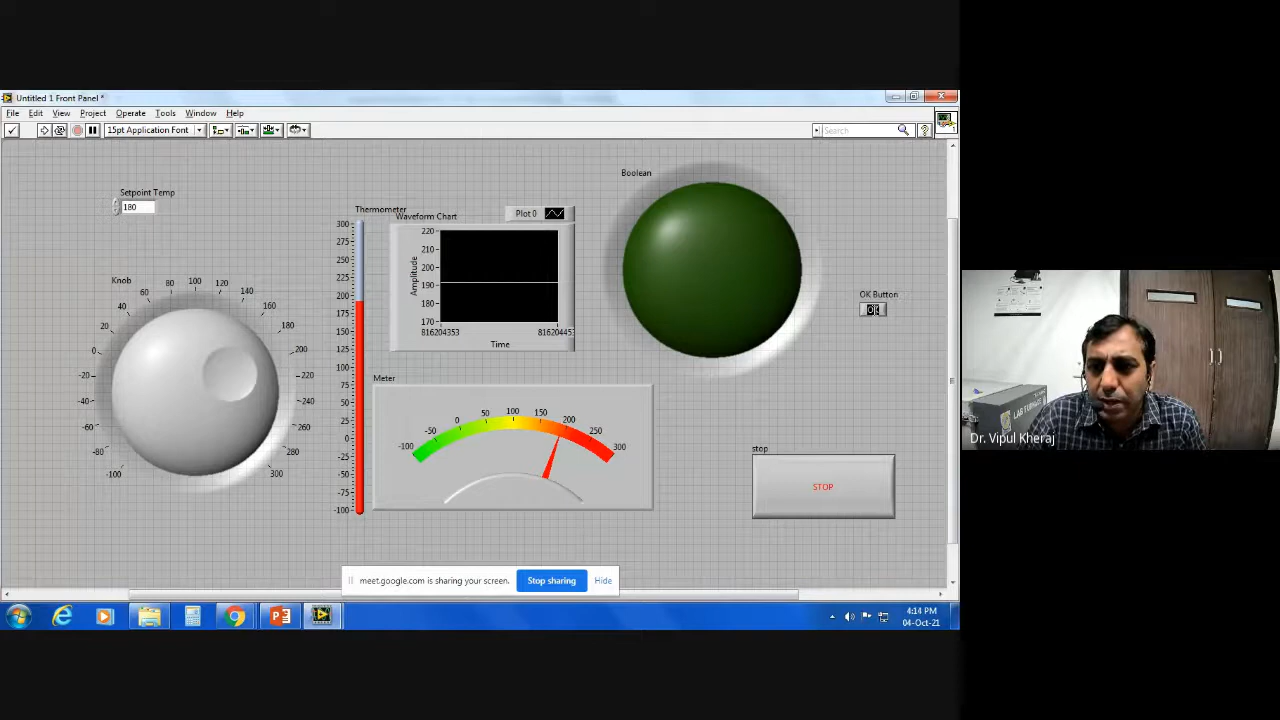 Untitled 1 Front Panel *
File Edit View Project Operate Tools Window Help
15pt Application Font
Search
Setpoint Temp
180
Knob
-100 -80 -60 -40 -20 0 20 40 60 80 100 120 140 160 180 200 220 240 260 280 300
Thermometer
300
275
250
225
200
175
150
125
100
75
50
25
0
-25
-50
-75
-100
Waveform Chart
Plot 0
Amplitude
220
210
200
190
180
170
816204353
Time
Meter
-100 -50 0 50 100 150 200 250 300
Boolean
OK Button
stop
STOP
LAB FURNACE
Dr. Vipul Kheraj
meet.google.com is sharing your screen.
Stop sharing
Hide
4:14 PM
04-Oct-21